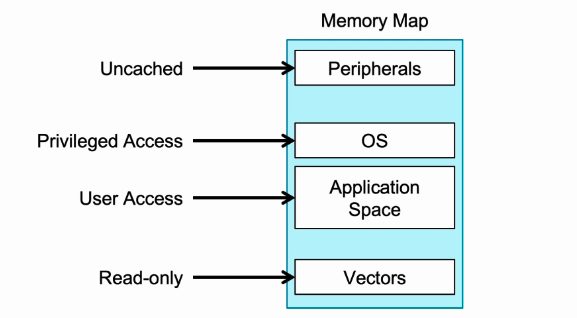 Memory Map
Uncached
Peripherals
Privileged Access
OS
User Access
Application
Space
Read-only
Vectors